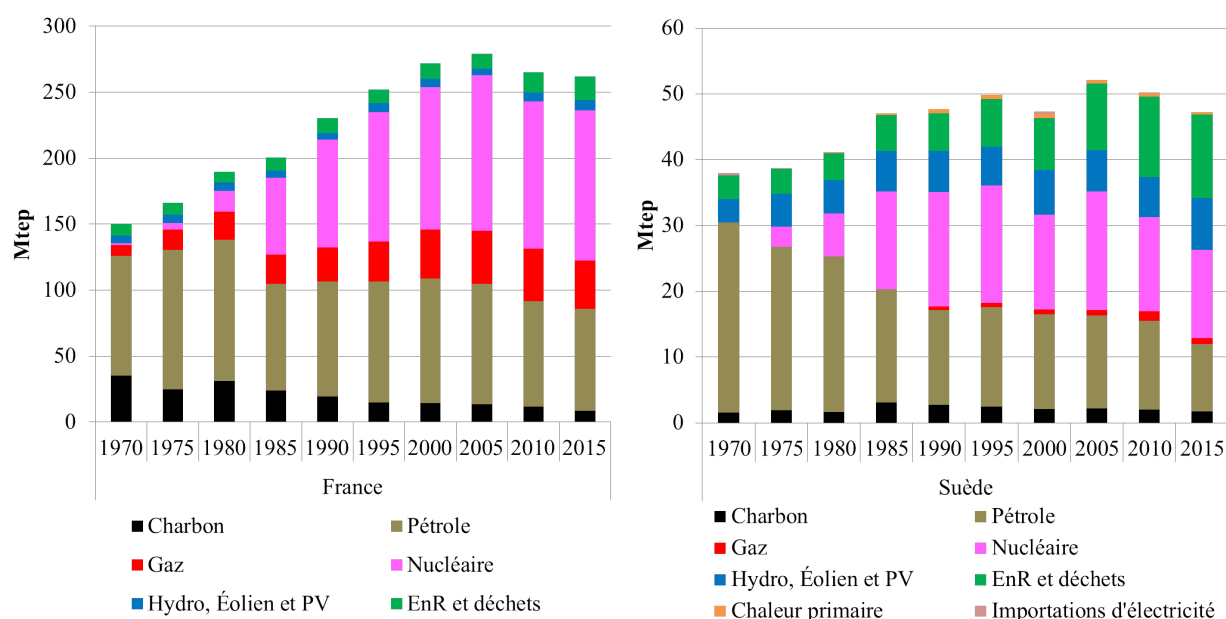 300
250
200
150
100
50
0
Mtep
1970 1975 1980 1985 1990 1995 2000 2005 2010 2015
France
Charbon Pétrole
Gaz Nucléaire
Hydro, Éolien et PV EnR et déchets
60
50
40
30
20
10
0
Mtep
1970 1975 1980 1985 1990 1995 2000 2005 2010 2015
Suède
Charbon Pétrole
Gaz Nucléaire
Hydro, Éolien et PV EnR et déchets
Chaleur primaire Importations d'électricité